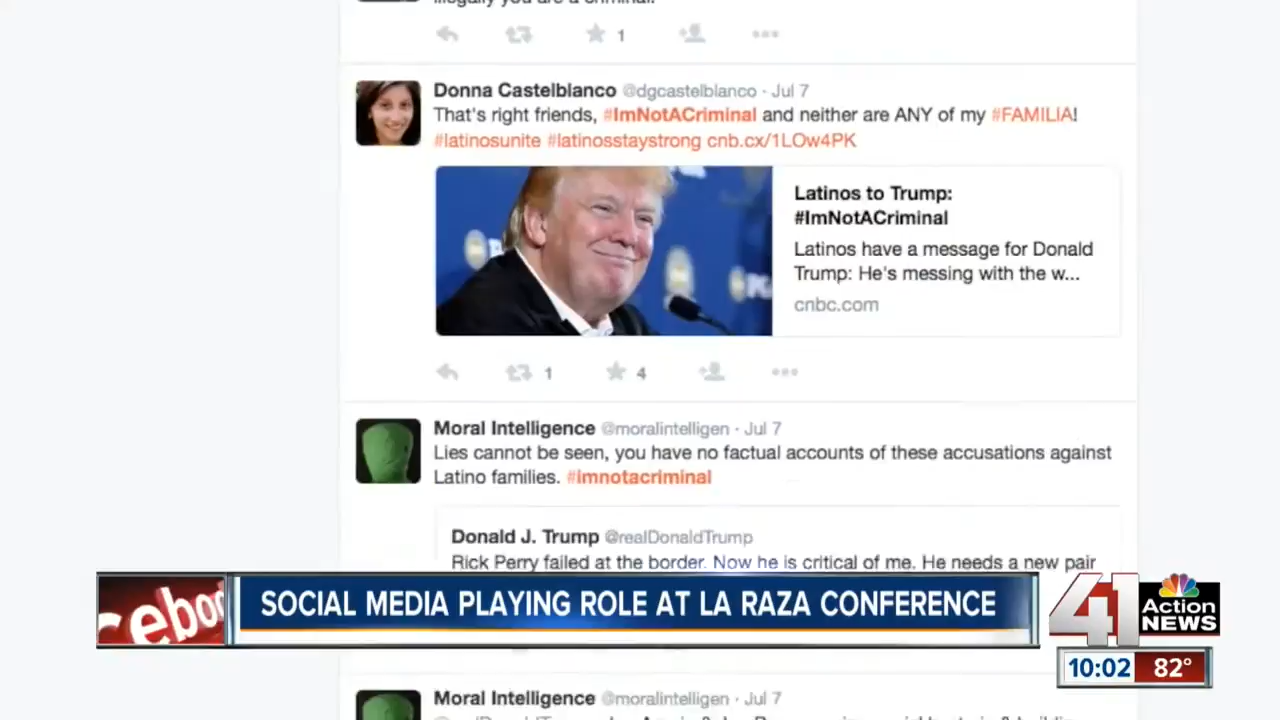 illegally you are a criminal.
1
Donna Castelblanco @dgcastelblanco · Jul 7
That's right friends, #ImNotACriminal and neither are ANY of my #FAMILIA!
#latinosunite #latinosstaystrong cnb.cx/1LOw4PK
Latinos to Trump:
#ImNotACriminal
Latinos have a message for Donald
Trump: He's messing with the w...
cnbc.com
1 4
Moral Intelligence @moralintelligen · Jul 7
Lies cannot be seen, you have no factual accounts of these accusations against
Latino families. #imnotacriminal
Donald J. Trump @realDonaldTrump
Rick Perry failed at the border. Now he is critical of me. He needs a new pair
cebo
SOCIAL MEDIA PLAYING ROLE AT LA RAZA CONFERENCE
41 Action
NEWS
10:02 82°
Moral Intelligence @moralintelligen · Jul 7